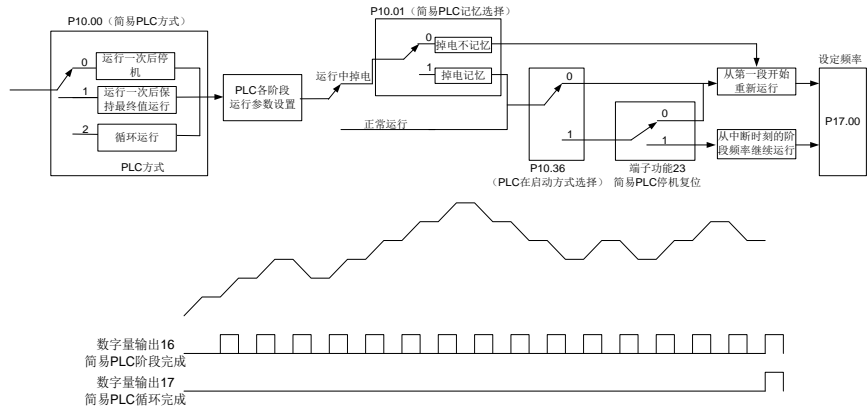 P10.00（简易PLC方式）
0
运行一次后停
机
1
运行一次后保
持最终值运行
2
循环运行
PLC方式
PLC各阶段
运行参数设置
运行中掉电
P10.01（简易PLC记忆选择）
0
掉电不记忆
1
掉电记忆
正常运行
0
1
P10.36
（PLC在启动方式选择）
0
1
端子功能23
简易PLC停机复位
从第一段开始
重新运行
从中断时刻的阶
段频率继续运行
设定频率
P17.00
数字量输出16
简易PLC阶段完成
数字量输出17
简易PLC循环完成